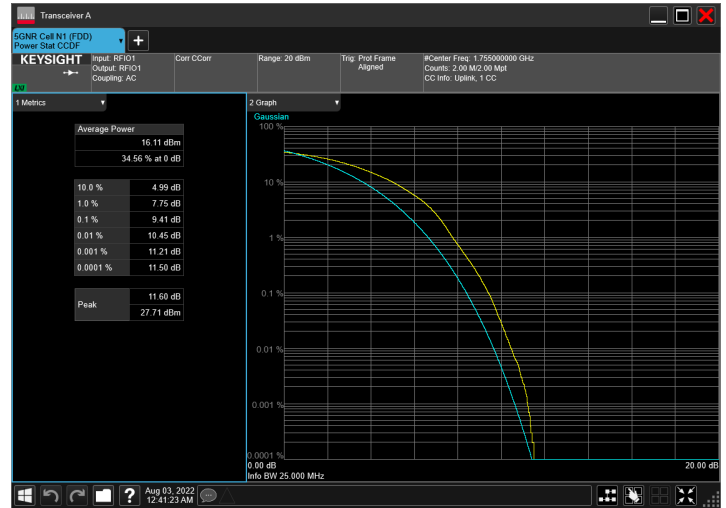 Transceiver A
5GNR Cell N1 (FDD)
Power Stat CCDF
KEYSIGHT
LXI
Input: RFIO1
Output: RFIO1
Coupling: AC
Corr CCorr
Range: 20 dBm
Trig: Prot Frame
Aligned
#Center Freq: 1.755000000 GHz
Counts: 2.00 M/2.00 Mpt
CC Info: Uplink, 1 CC
1 Metrics
Average Power
16.11 dBm
34.56 % at 0 dB
10.0 % 4.99 dB
1.0 % 7.75 dB
0.1 % 9.41 dB
0.01 % 10.45 dB
0.001 % 11.21 dB
0.0001 % 11.50 dB
Peak
11.60 dB
27.71 dBm
2 Graph
Gaussian
100 %
10 %
1 %
0.1 %
0.01 %
0.001 %
0.0001 %
0.00 dB
20.00 dB
Info BW 25.000 MHz
?
Aug 03, 2022
12:41:23 AM